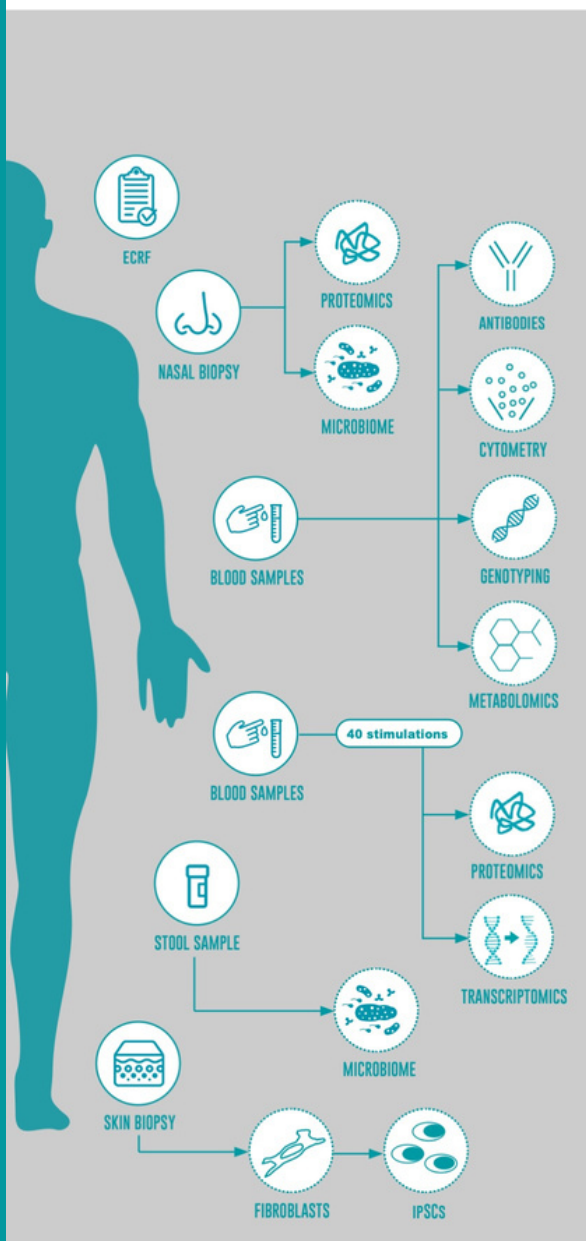 ECRF
NASAL BIOPSY
PROTEOMICS
MICROBIOME
ANTIBODIES
CYTOMETRY
BLOOD SAMPLES
GENOTYPING
METABOLOMICS
BLOOD SAMPLES
40 stimulations
PROTEOMICS
TRANSCRIPTOMICS
STOOL SAMPLE
MICROBIOME
SKIN BIOPSY
FIBROBLASTS
IPSCS